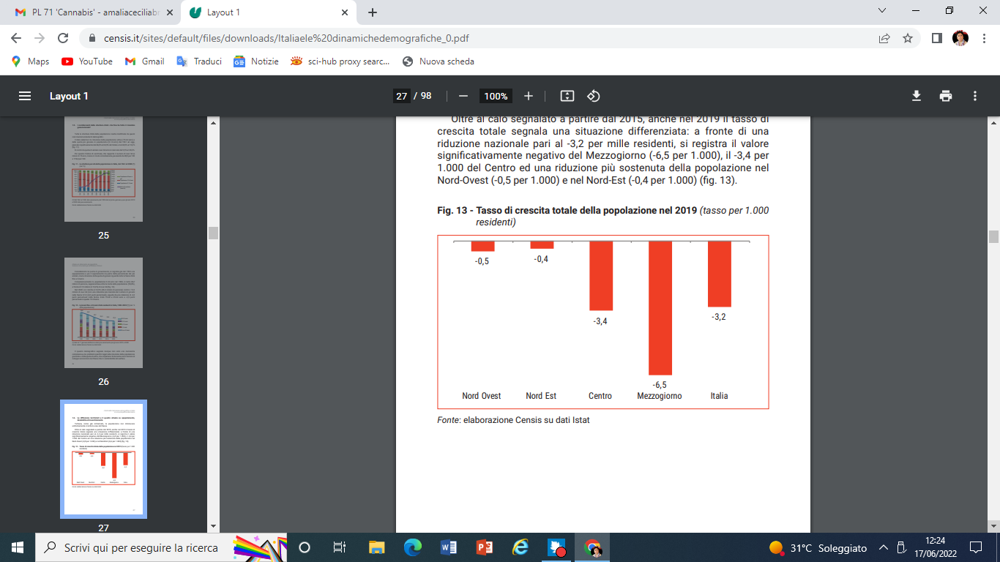 PL 71 'Cannabis' - amaliaceciliabr
Layout 1
censis.it/sites/default/files/downloads/Italiaele%20dinamichedemografiche_0.pdf
Maps
YouTube
Gmail
Traduci
Notizie
sci-hub proxy searc...
Nuova scheda
Layout 1
27 / 98
100%
25
26
27
Oltre al calo segnalato a partire dal 2015, anche nel 2019 il tasso di
crescita totale segnala una situazione differenziata: a fronte di una
riduzione nazionale pari al -3,2 per mille residenti, si registra il valore
significativamente negativo del Mezzogiorno (-6,5 per 1.000), il -3,4 per
1.000 del Centro ed una riduzione più sostenuta della popolazione nel
Nord-Ovest (-0,5 per 1.000) e nel Nord-Est (-0,4 per 1.000) (fig. 13).
Fig. 13 - Tasso di crescita totale della popolazione nel 2019 (tasso per 1.000
residenti)
-0,5
-0,4
-3,4
-6,5
-3,2
Nord Ovest
Nord Est
Centro
Mezzogiorno
Italia
Fonte: elaborazione Censis su dati Istat
Scrivi qui per eseguire la ricerca
31°C Soleggiato
12:24
17/06/2022